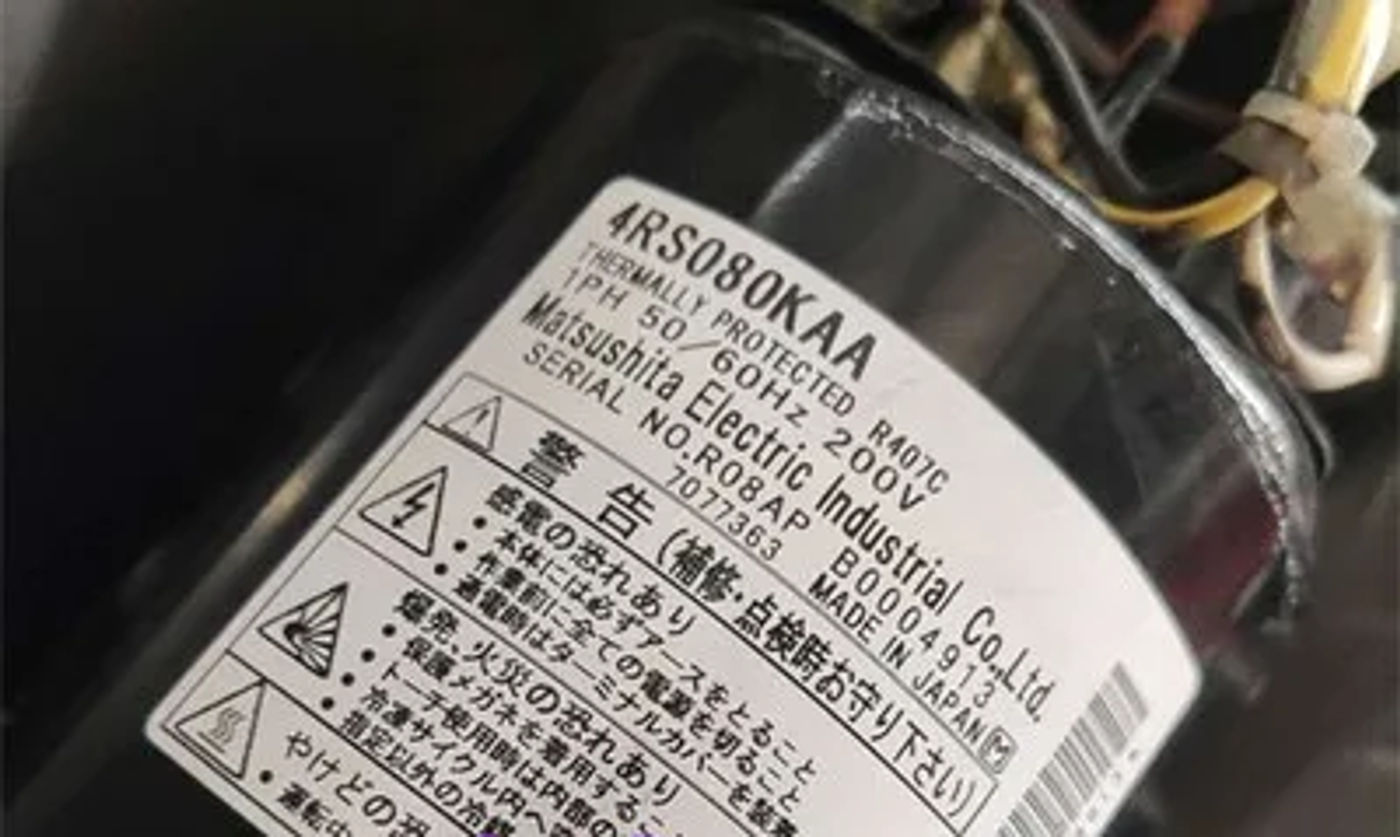 4RS080KAA
THERMALLY PROTECTED R407C
1PH 50/60Hz 200V
Matsushita Electric Industrial Co.,Ltd.
SERIAL NO.R08AP B0004913
7077363 MADE IN JAPAN M
警告(補修・点検時お守り下さい)
感電の恐れあり
・本体には必ずアースをとること
・作業前に全ての電源を切ること
・通電時はターミナルカバーを装着
爆発、火災の恐れあり
・保護メガネを着用すること
・トーチ使用時は内部の
・冷凍サイクル内へ
指定以外の冷
やけどの恐
・運転中